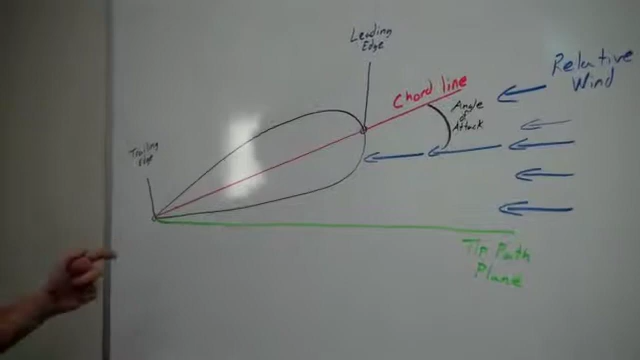 Leading
Edge
Relative
Wind
Chord line
Angle
of
Attack
Trailing
edge
Tip Path
Plane